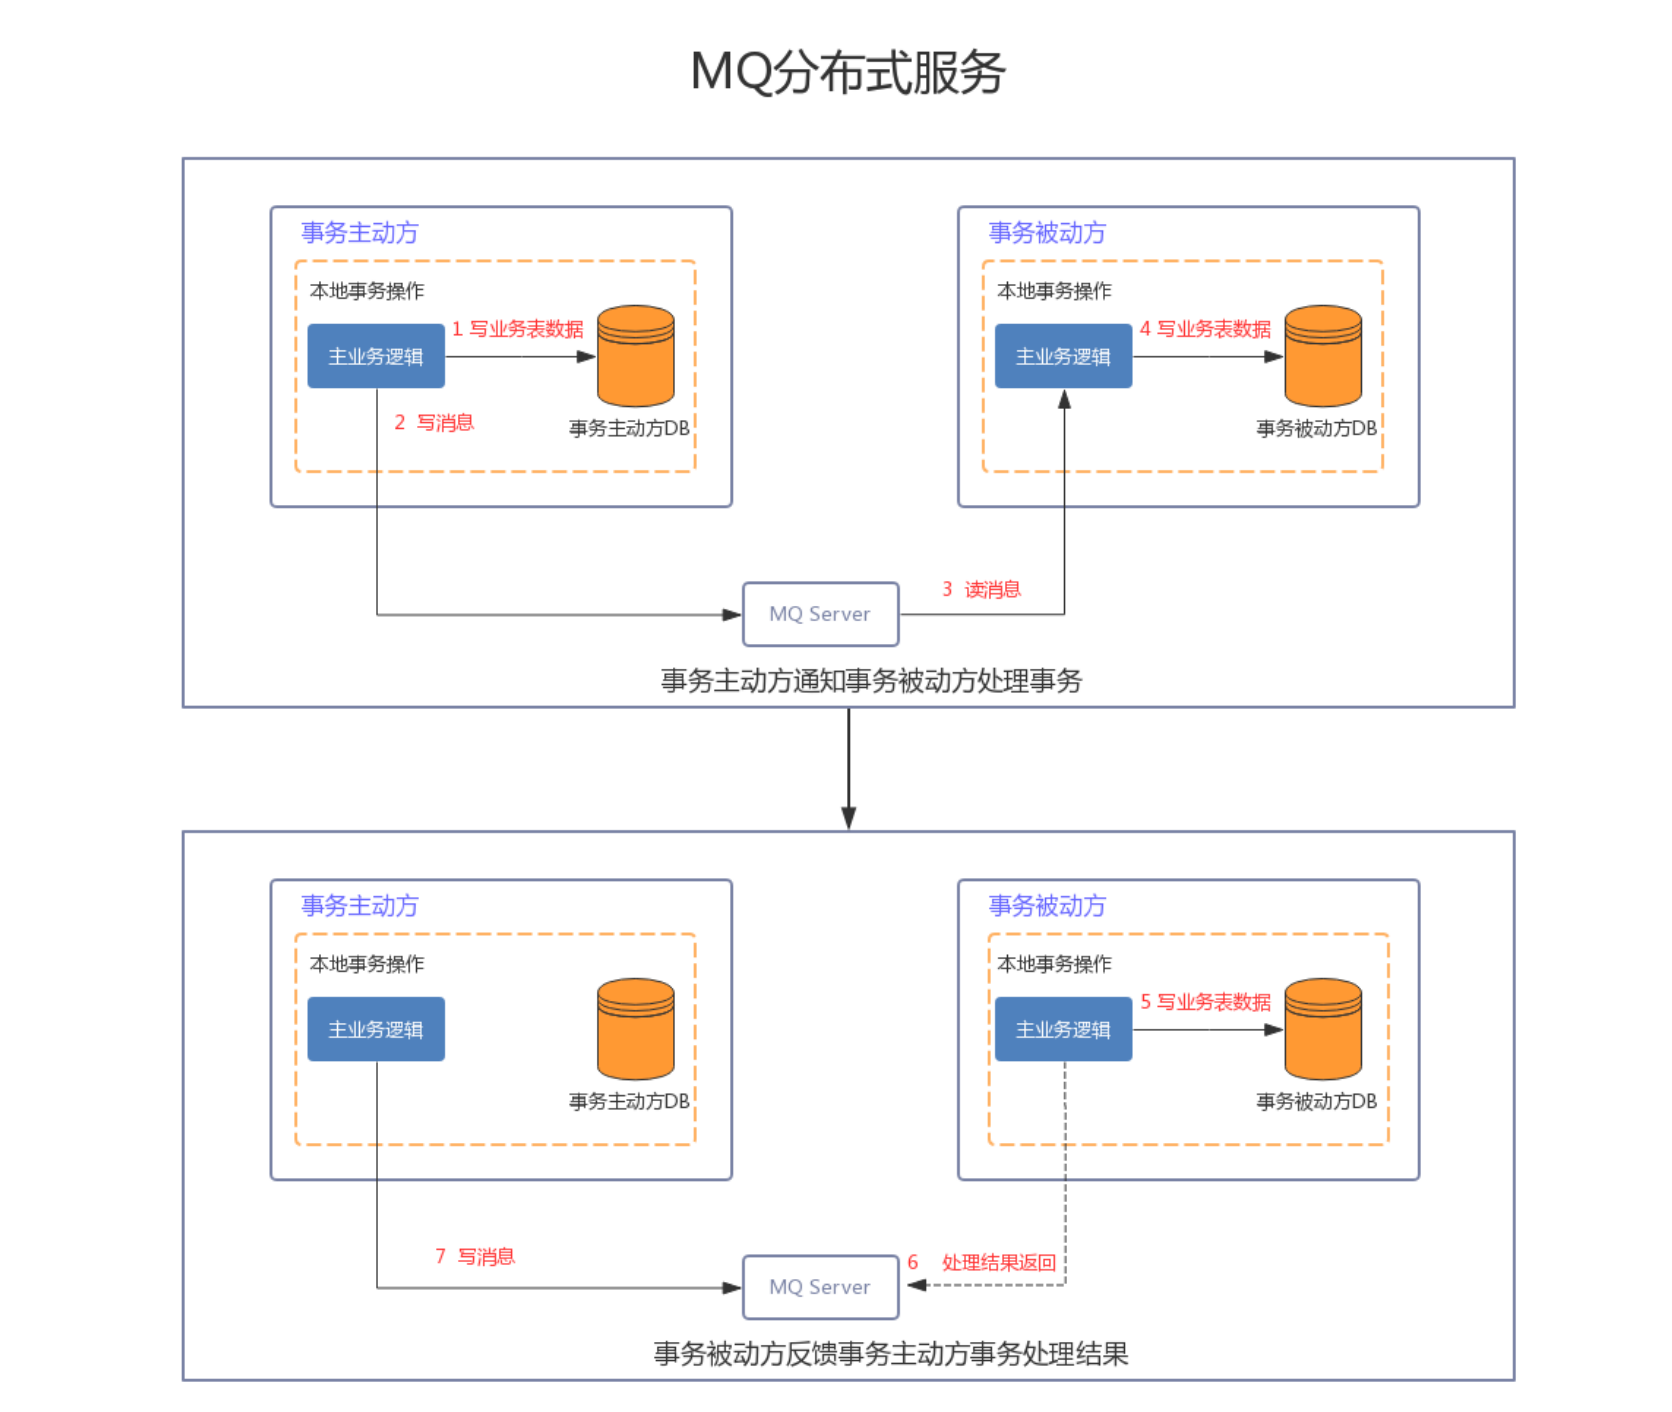 MQ分布式服务
事务主动方
本地事务操作
主业务逻辑
1 写业务表数据
2 写消息
事务主动方DB
事务被动方
本地事务操作
主业务逻辑
4 写业务表数据
事务被动方DB
MQ Server
3 读消息
事务主动方通知事务被动方处理事务
事务主动方
本地事务操作
主业务逻辑
事务主动方DB
事务被动方
本地事务操作
主业务逻辑
5 写业务表数据
事务被动方DB
7 写消息
MQ Server
6 处理结果返回
事务被动方反馈事务主动方事务处理结果